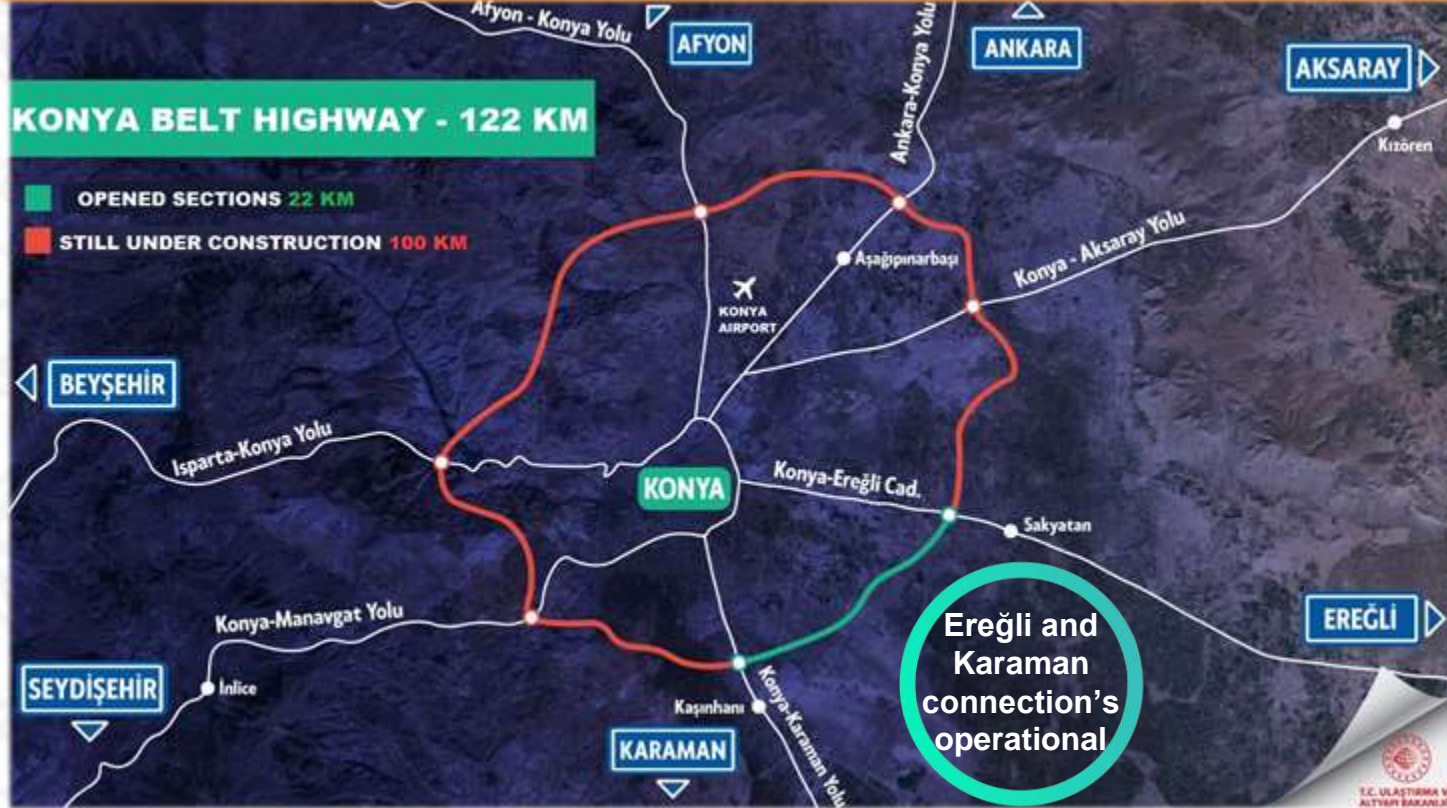 Afyon - Konya Yolu
AFYON
ANKARA
Ankara-Konya Yolu
AKSARAY
KONYA BELT HIGHWAY - 122 KM
Kızören
OPENED SECTIONS 22 KM
STILL UNDER CONSTRUCTION 100 KM
Aşağıpınarbaşı
Konya - Aksaray Yolu
KONYA
AIRPORT
BEYŞEHİR
Isparta-Konya Yolu
KONYA
Konya-Ereğli Cad.
Sakyatan
Konya-Manavgat Yolu
Ereğli and
Karaman
connection's
operational
EREĞLİ
SEYDİŞEHİR
İnlice
Kaşınhanı
Konya-Karaman Yolu
KARAMAN
T.C. ULAŞTIRMA V
ALTYAPI BAKANLI